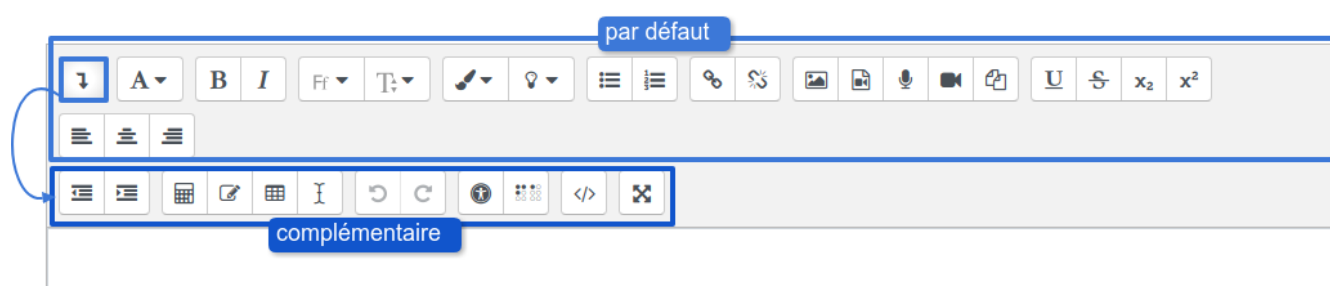 par défaut
A B I Ff T U S x₂ x²
</> 
complémentaire